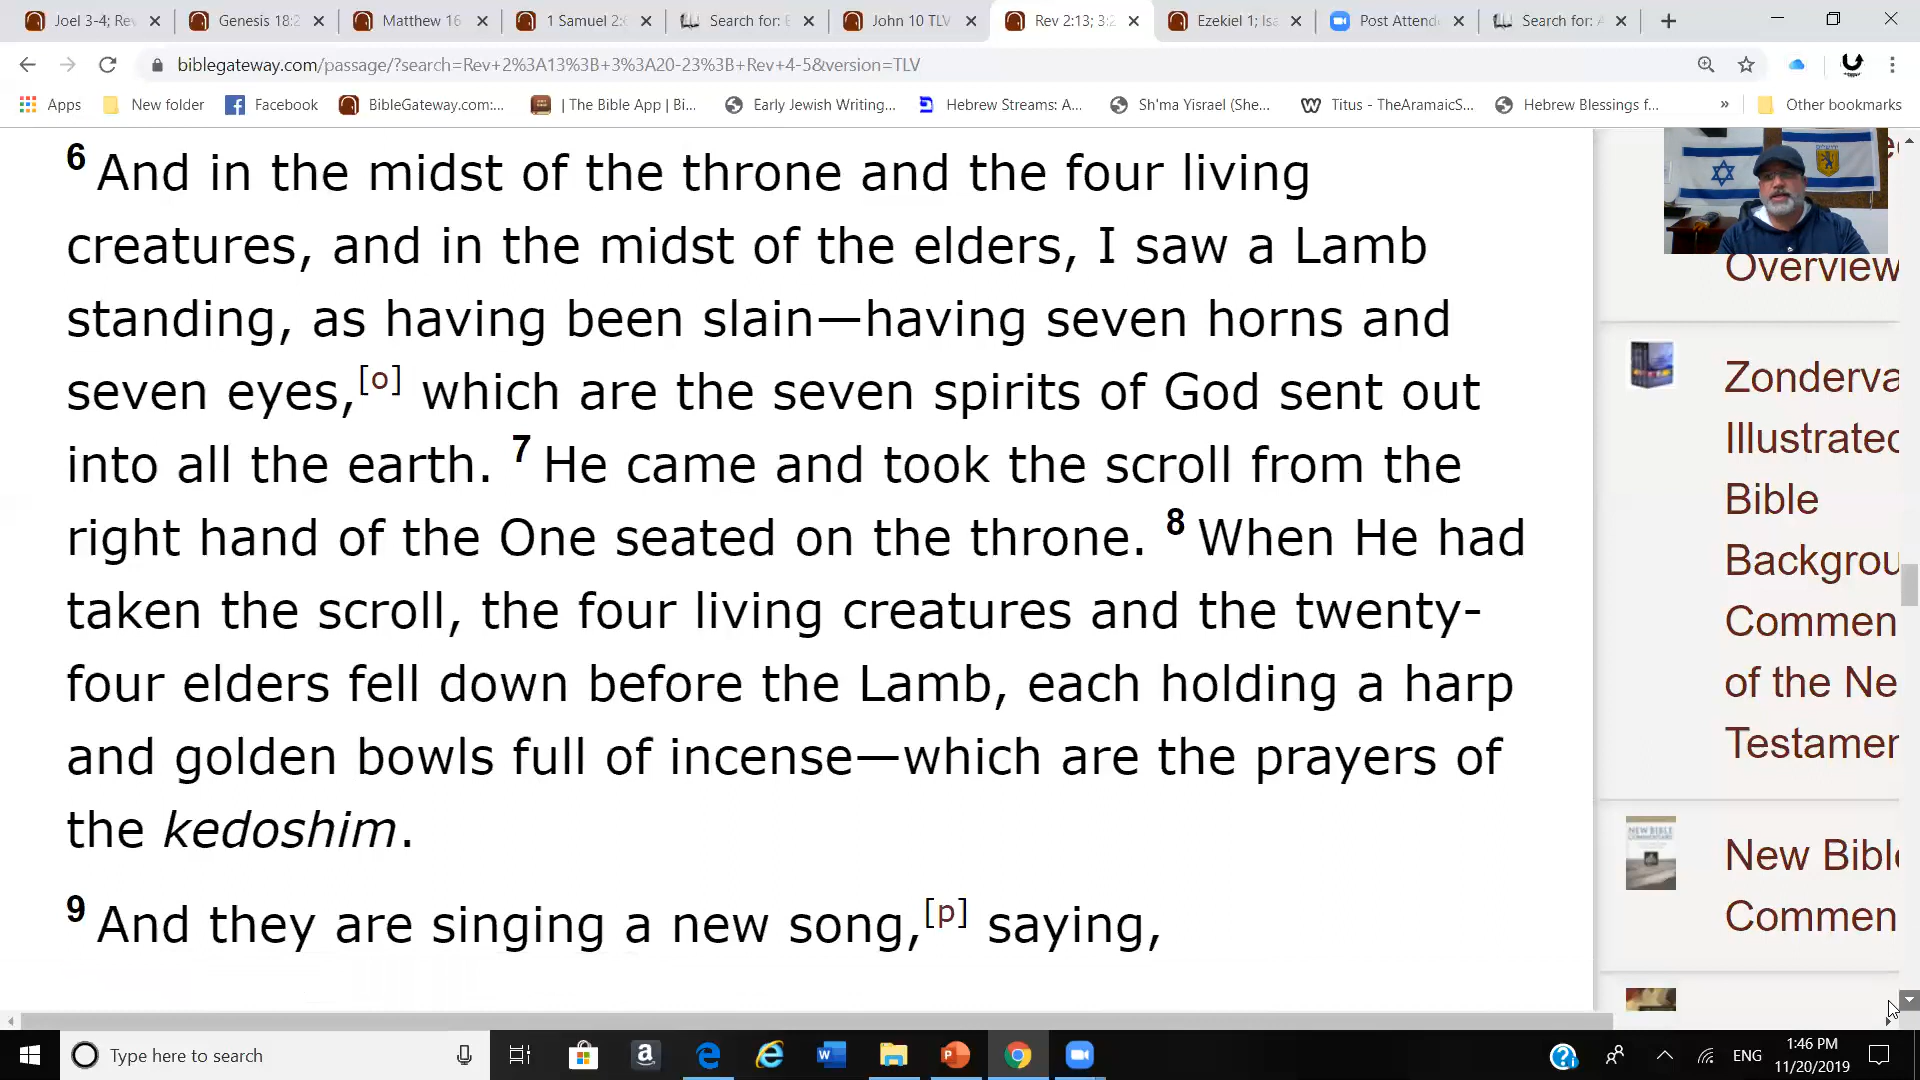 Joel 3-4; Rev
Genesis 18:2
Matthew 16
1 Samuel 2:
Search for: E
John 10 TLV
Rev 2:13; 3:2
Ezekiel 1; Isa
Post Attende
Search for: A
biblegateway.com/passage/?search=Rev+2%3A13%3B+3%3A20-23%3B+Rev+4-5&version=TLV
Apps
New folder
Facebook
BibleGateway.com:...
| The Bible App | Bi...
Early Jewish Writing...
Hebrew Streams: A...
Sh'ma Yisrael (She...
Titus - TheAramaicS...
Hebrew Blessings f...
»
Other bookmarks
6 And in the midst of the throne and the four living
creatures, and in the midst of the elders, I saw a Lamb
standing, as having been slain—having seven horns and
seven eyes,[o] which are the seven spirits of God sent out
into all the earth. 7 He came and took the scroll from the
right hand of the One seated on the throne. 8 When He had
taken the scroll, the four living creatures and the twenty-
four elders fell down before the Lamb, each holding a harp
and golden bowls full of incense—which are the prayers of
the kedoshim.
9 And they are singing a new song,[p] saying,
Overview
Zonderva
Illustrated
Bible
Backgrou
Commen
of the Ne
Testamen
NEW BIBLE
COMMENTARY
New Bible
Commen
Type here to search
ENG
1:46 PM
11/20/2019